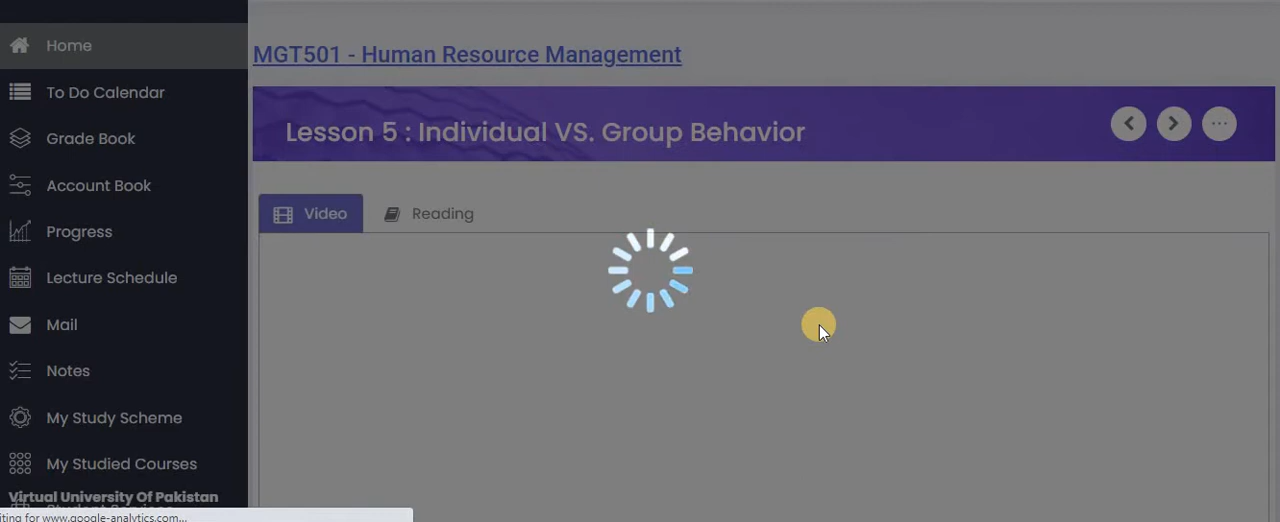 Home
MGT501 - Human Resource Management
To Do Calendar
Lesson 5 : Individual VS. Group Behavior
Grade Book
Account Book
Video
Reading
Progress
Lecture Schedule
Mail
Notes
My Study Scheme
My Studied Courses
Virtual University Of Pakistan
iting for www.google-analytics.com...